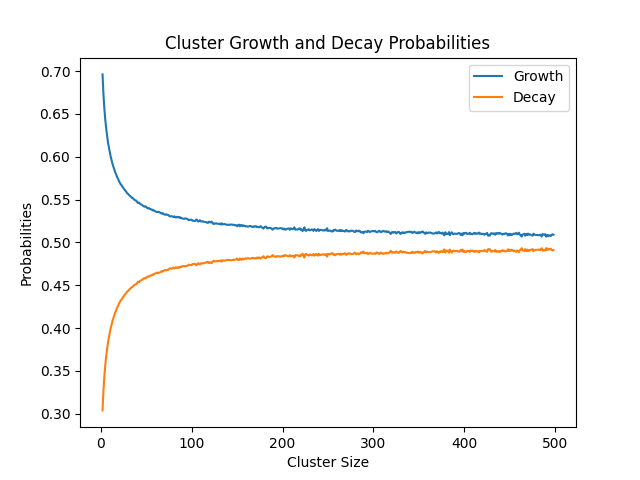 Cluster Growth and Decay Probabilities
Growth
Decay
Probabilities
0.70
0.65
0.60
0.55
0.50
0.45
0.40
0.35
0.30
0 100 200 300 400 500
Cluster Size